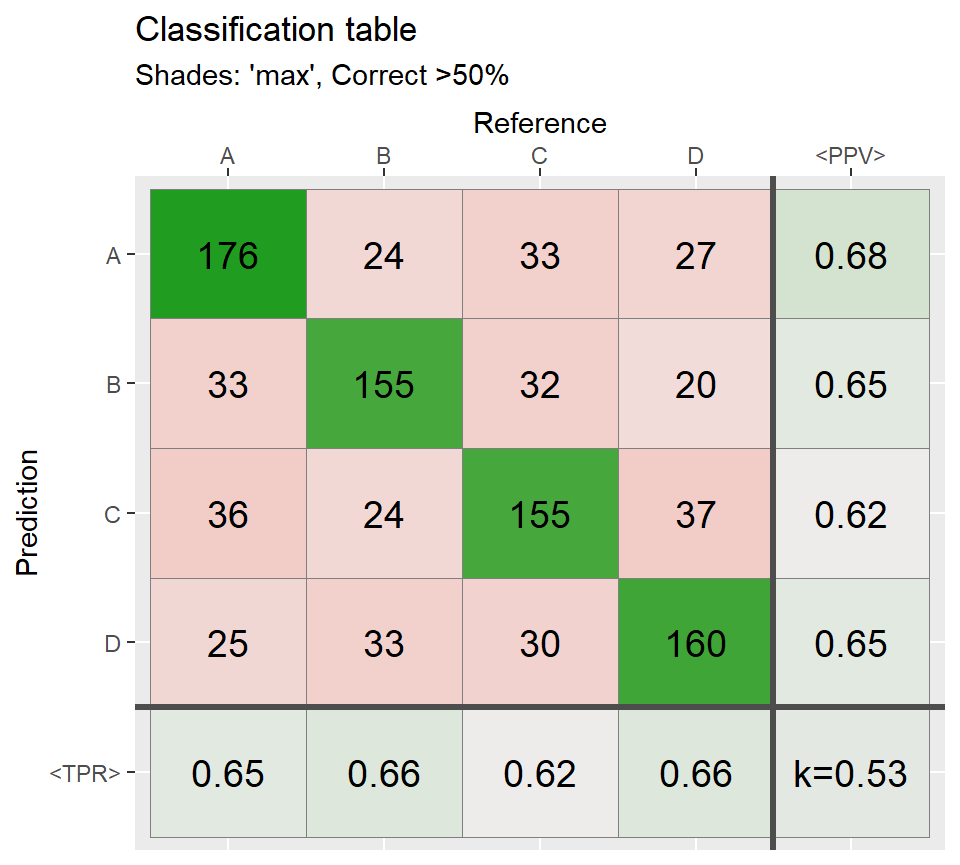 Classification table
Shades: 'max', Correct >50%
Reference
A B C D <PPV>
A 176 24 33 27 0.68
B 33 155 32 20 0.65
C 36 24 155 37 0.62
D 25 33 30 160 0.65
<TPR> 0.65 0.66 0.62 0.66 k=0.53
Prediction